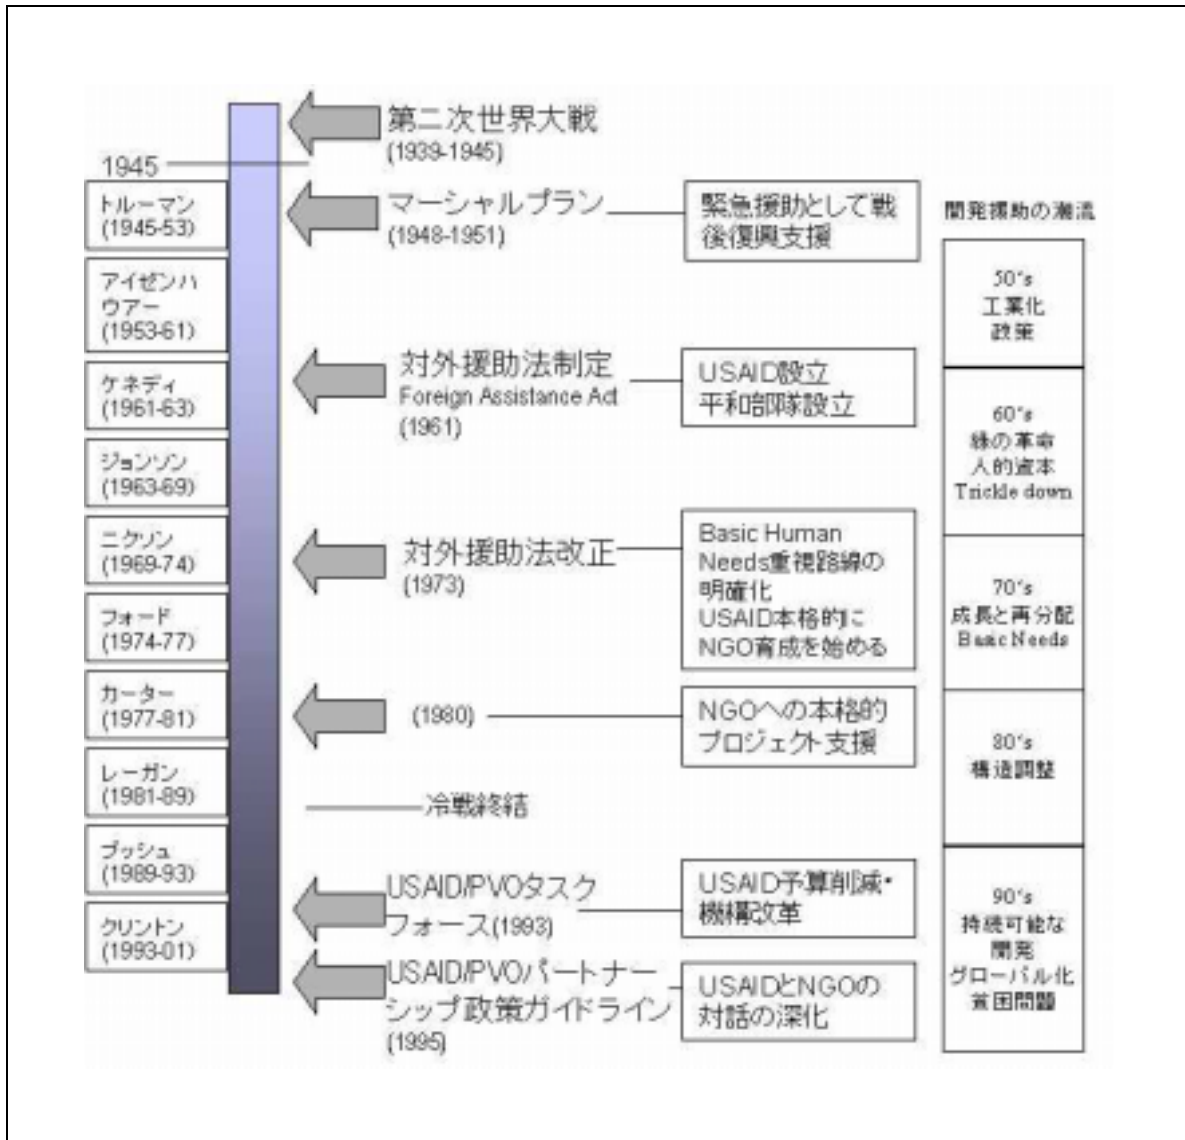 1945
トルーマン
(1945-53)
アイゼンハ
ウアー
(1953-61)
ケネディ
(1961-63)
ジョンソン
(1963-69)
ニクソン
(1969-74)
フォード
(1974-77)
カーター
(1977-81)
レーガン
(1981-89)
ブッシュ
(1989-93)
クリントン
(1993-01)
第二次世界大戦
(1939-1945)
マーシャルプラン
(1948-1951)
緊急援助として戦
後復興支援
対外援助法制定
Foreign Assistance Act
(1961)
USAID設立
平和部隊設立
対外援助法改正
(1973)
Basic Human
Needs重視路線の
明確化
USAID本格的に
NGO育成を始める
(1980)
NGOへの本格的
プロジェクト支援
冷戦終結
USAID/PVOタスク
フォース(1993)
USAID予算削減・
機構改革
USAID/PVOパートナー
シップ政策ガイドライン
(1995)
USAIDとNGOの
対話の深化
開発援助の潮流
50's
工業化
政策
60's
緑の革命
人的資本
Trickle down
70's
成長と再分配
Basic Needs
80's
構造調整
90's
持続可能な
開発
グローバル化
貧困問題